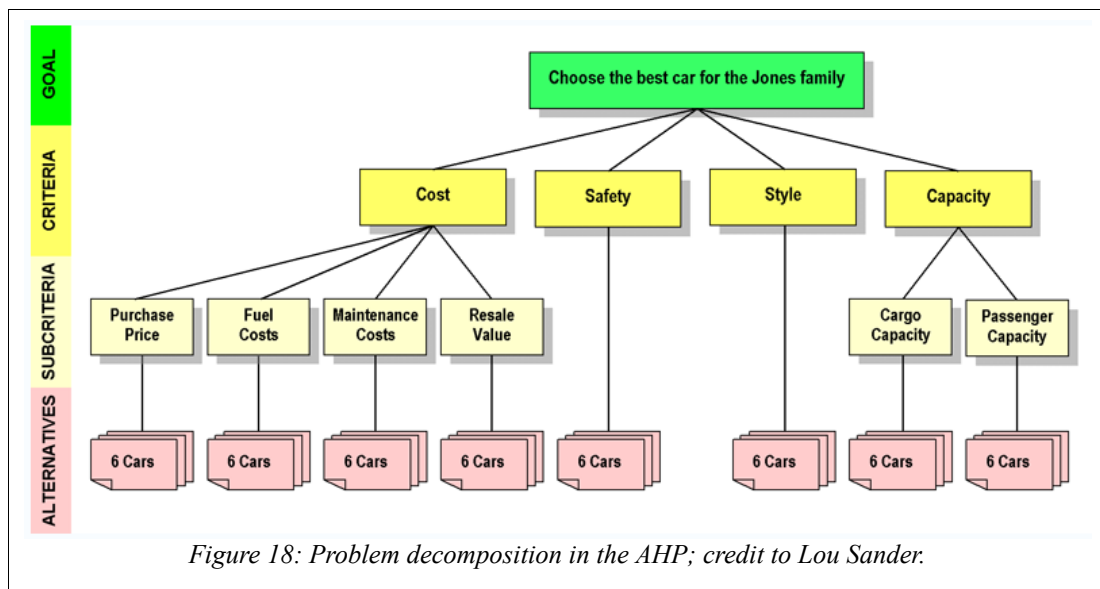 GOAL
Choose the best car for the Jones family
CRITERIA
Cost
Safety
Style
Capacity
SUBCRITERIA
Purchase
Price
Fuel
Costs
Maintenance
Costs
Resale
Value
Cargo
Capacity
Passenger
Capacity
ALTERNATIVES
6 Cars
6 Cars
6 Cars
6 Cars
6 Cars
6 Cars
6 Cars
6 Cars
Figure 18: Problem decomposition in the AHP; credit to Lou Sander.